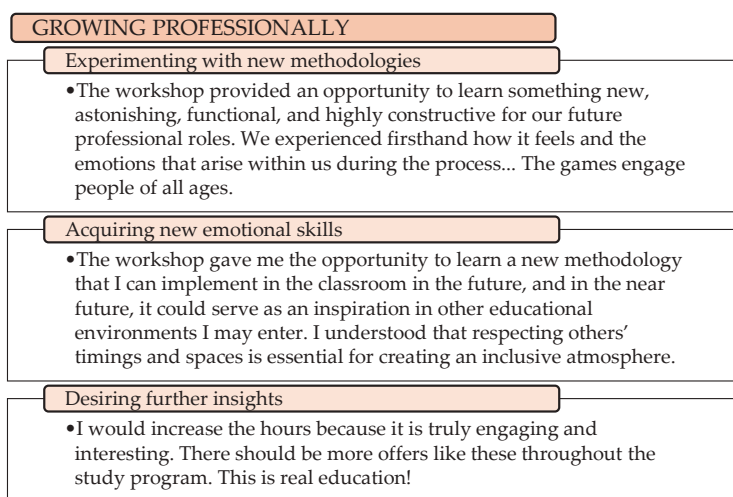 GROWING PROFESSIONALLY
Experimenting with new methodologies
•The workshop provided an opportunity to learn something new,
astonishing, functional, and highly constructive for our future
professional roles. We experienced firsthand how it feels and the
emotions that arise within us during the process... The games engage
people of all ages.
Acquiring new emotional skills
•The workshop gave me the opportunity to learn a new methodology
that I can implement in the classroom in the future, and in the near
future, it could serve as an inspiration in other educational
environments I may enter. I understood that respecting others’
timings and spaces is essential for creating an inclusive atmosphere.
Desiring further insights
•I would increase the hours because it is truly engaging and
interesting. There should be more offers like these throughout the
study program. This is real education!